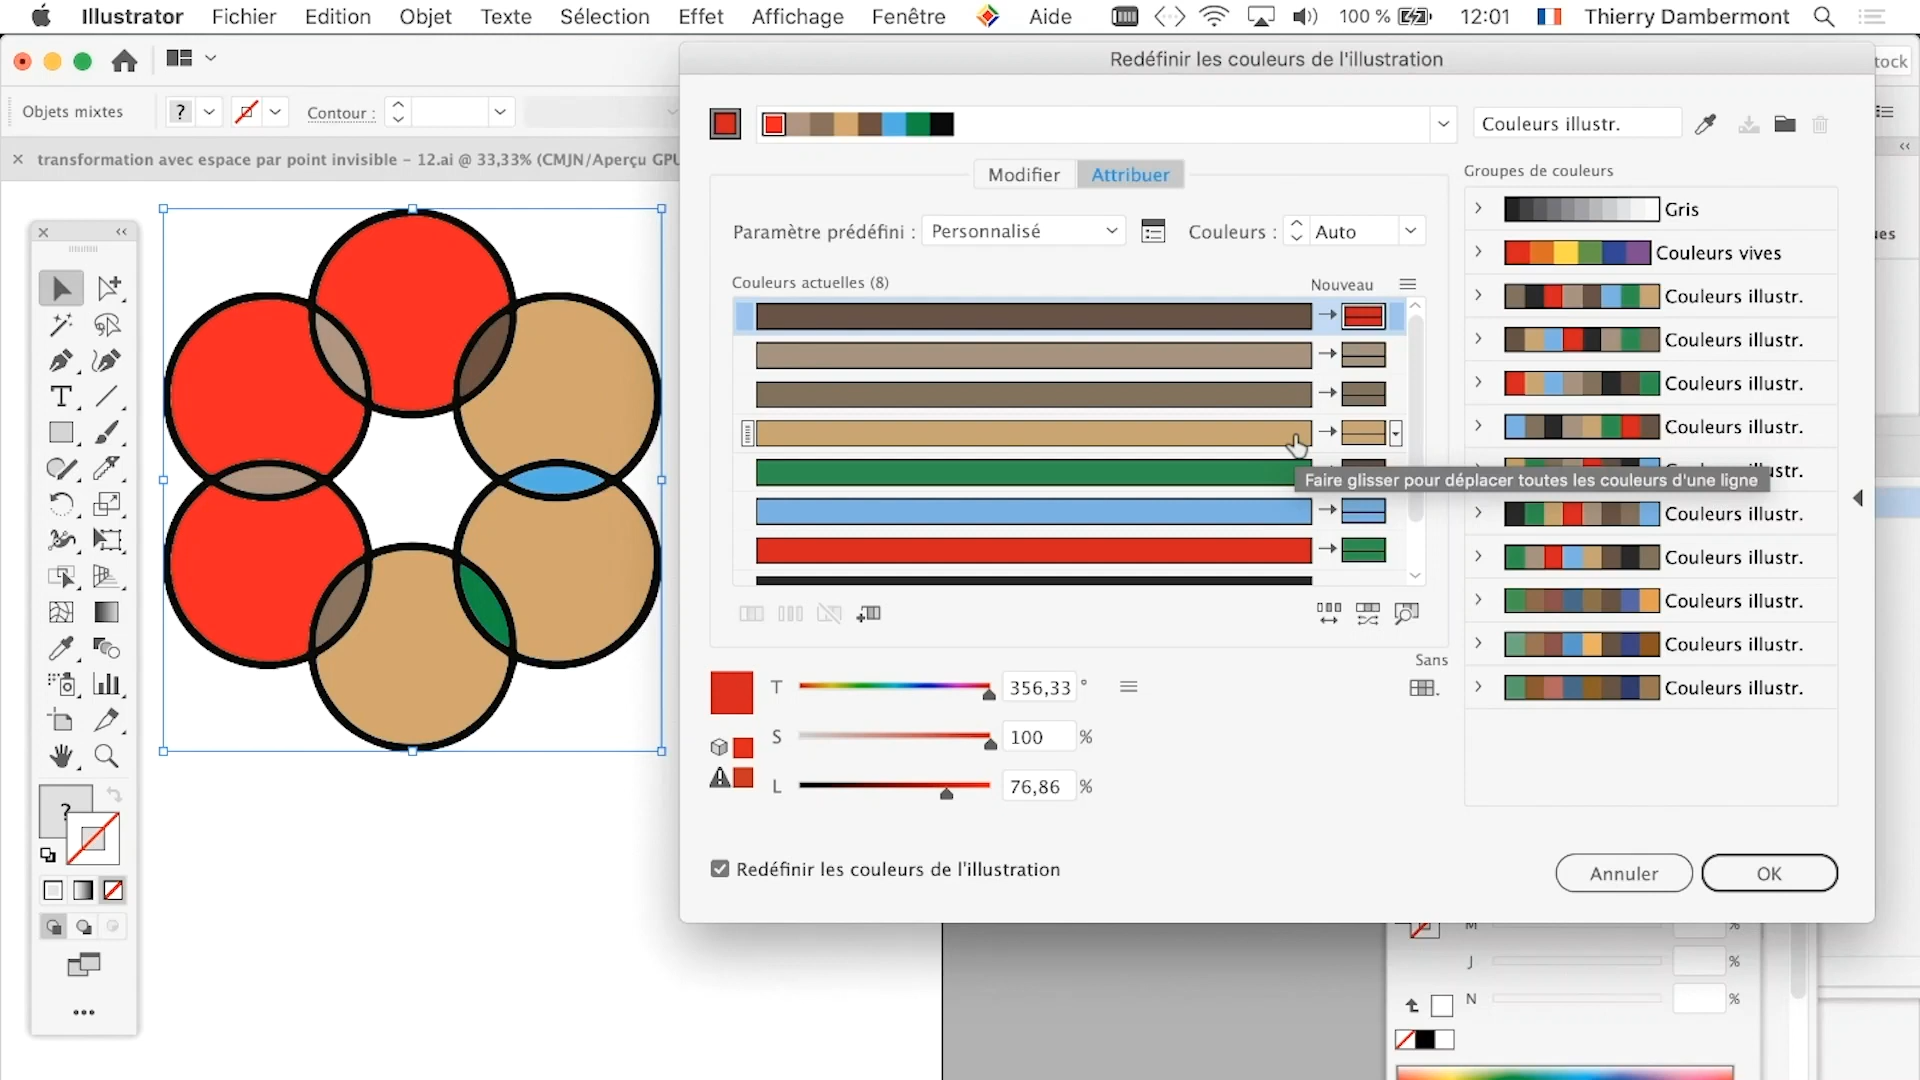 Illustrator Fichier Edition Objet Texte Sélection Effet Affichage Fenêtre Aide 100 % 12:01 Thierry Dambermont
Redéfinir les couleurs de l'illustration
tock
Objets mixtes ? Contour :
Couleurs illustr.
transformation avec espace par point invisible – 12.ai @ 33,33% (CMJN/Aperçu GPU
Modifier Attribuer
Groupes de couleurs
Gris
Paramètre prédéfini : Personnalisé Couleurs : Auto
ues
Couleurs vives
Couleurs actuelles (8) Nouveau
Couleurs illustr.
Couleurs illustr.
Couleurs illustr.
Couleurs illustr.
ustr.
Faire glisser pour déplacer toutes les couleurs d'une ligne
Couleurs illustr.
Couleurs illustr.
Couleurs illustr.
Couleurs illustr.
Couleurs illustr.
Sans
T 356,33 °
S 100 %
L 76,86 %
?
Redéfinir les couleurs de l'illustration
Annuler OK
M %
J %
N %